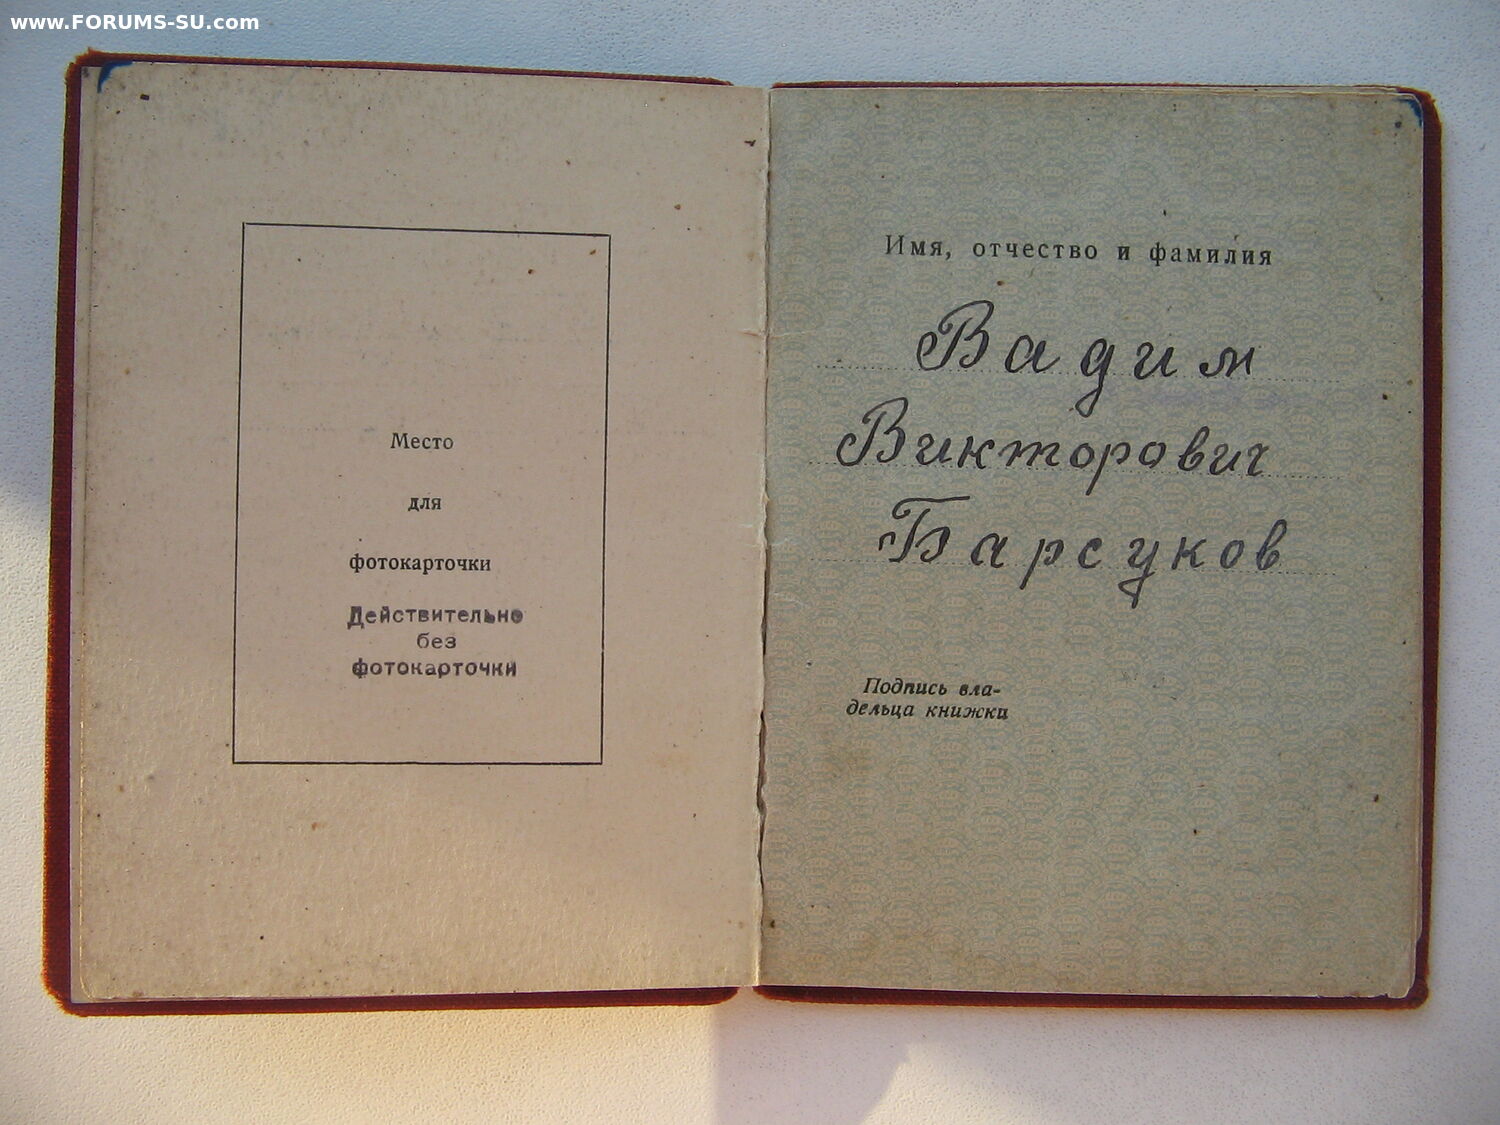 www.FORUMS-SU.com
Место
для
фотокарточки
Действительно
без
фотокарточки
Имя, отчество и фамилия
Вадим
Викторович
Барсуков
Подпись вла-
дельца книжки